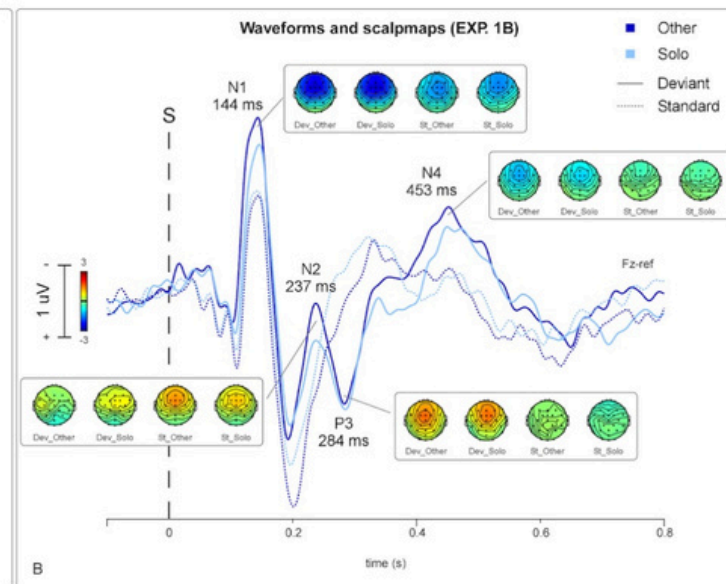 Waveforms and scalpmaps (EXP. 1B)
Other
Solo
Deviant
Standard
S
N1
144 ms
Dev_Other Dev_Solo St_Other St_Solo
N4
453 ms
Dev_Other Dev_Solo St_Other St_Solo
N2
237 ms
Fz-ref
-
1 uV
+
3
-3
Dev_Other Dev_Solo St_Other St_Solo
P3
284 ms
Dev_Other Dev_Solo St_Other St_Solo
0 0.2 0.4 0.6 0.8
time (s)
B